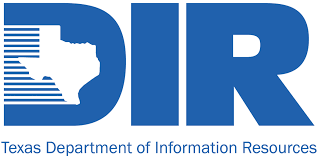 DIR
Texas Department of Information Resources